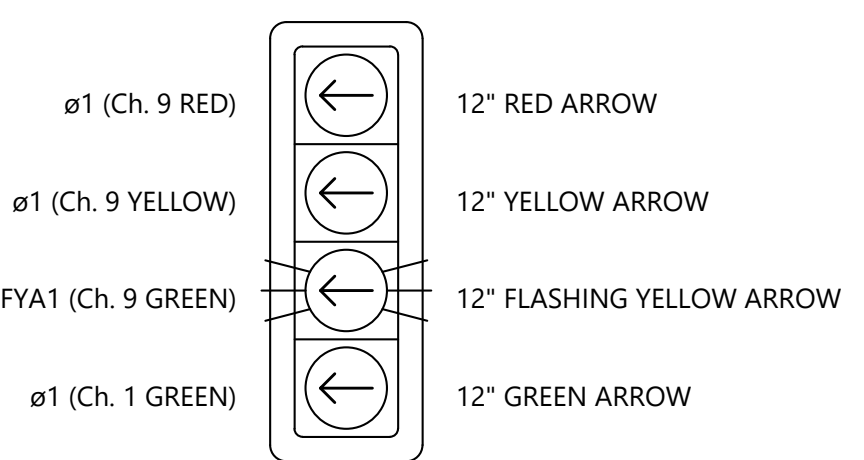 ø1 (Ch. 9 RED) 12" RED ARROW
ø1 (Ch. 9 YELLOW) 12" YELLOW ARROW
FYA1 (Ch. 9 GREEN) 12" FLASHING YELLOW ARROW
ø1 (Ch. 1 GREEN) 12" GREEN ARROW